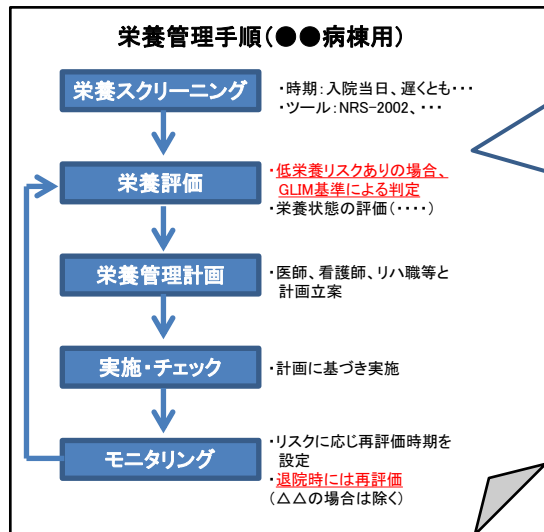 栄養管理手順(●●病棟用)
栄養スクリーニング
・時期:入院当日、遅くとも・・・
・ツール:NRS-2002、・・・
栄養評価
・低栄養リスクありの場合、
GLIM基準による判定
・栄養状態の評価(・・・・)
栄養管理計画
・医師、看護師、リハ職等と
計画立案
実施・チェック
・計画に基づき実施
モニタリング
・リスクに応じ再評価時期を
設定
・退院時には再評価
(△△の場合は除く)